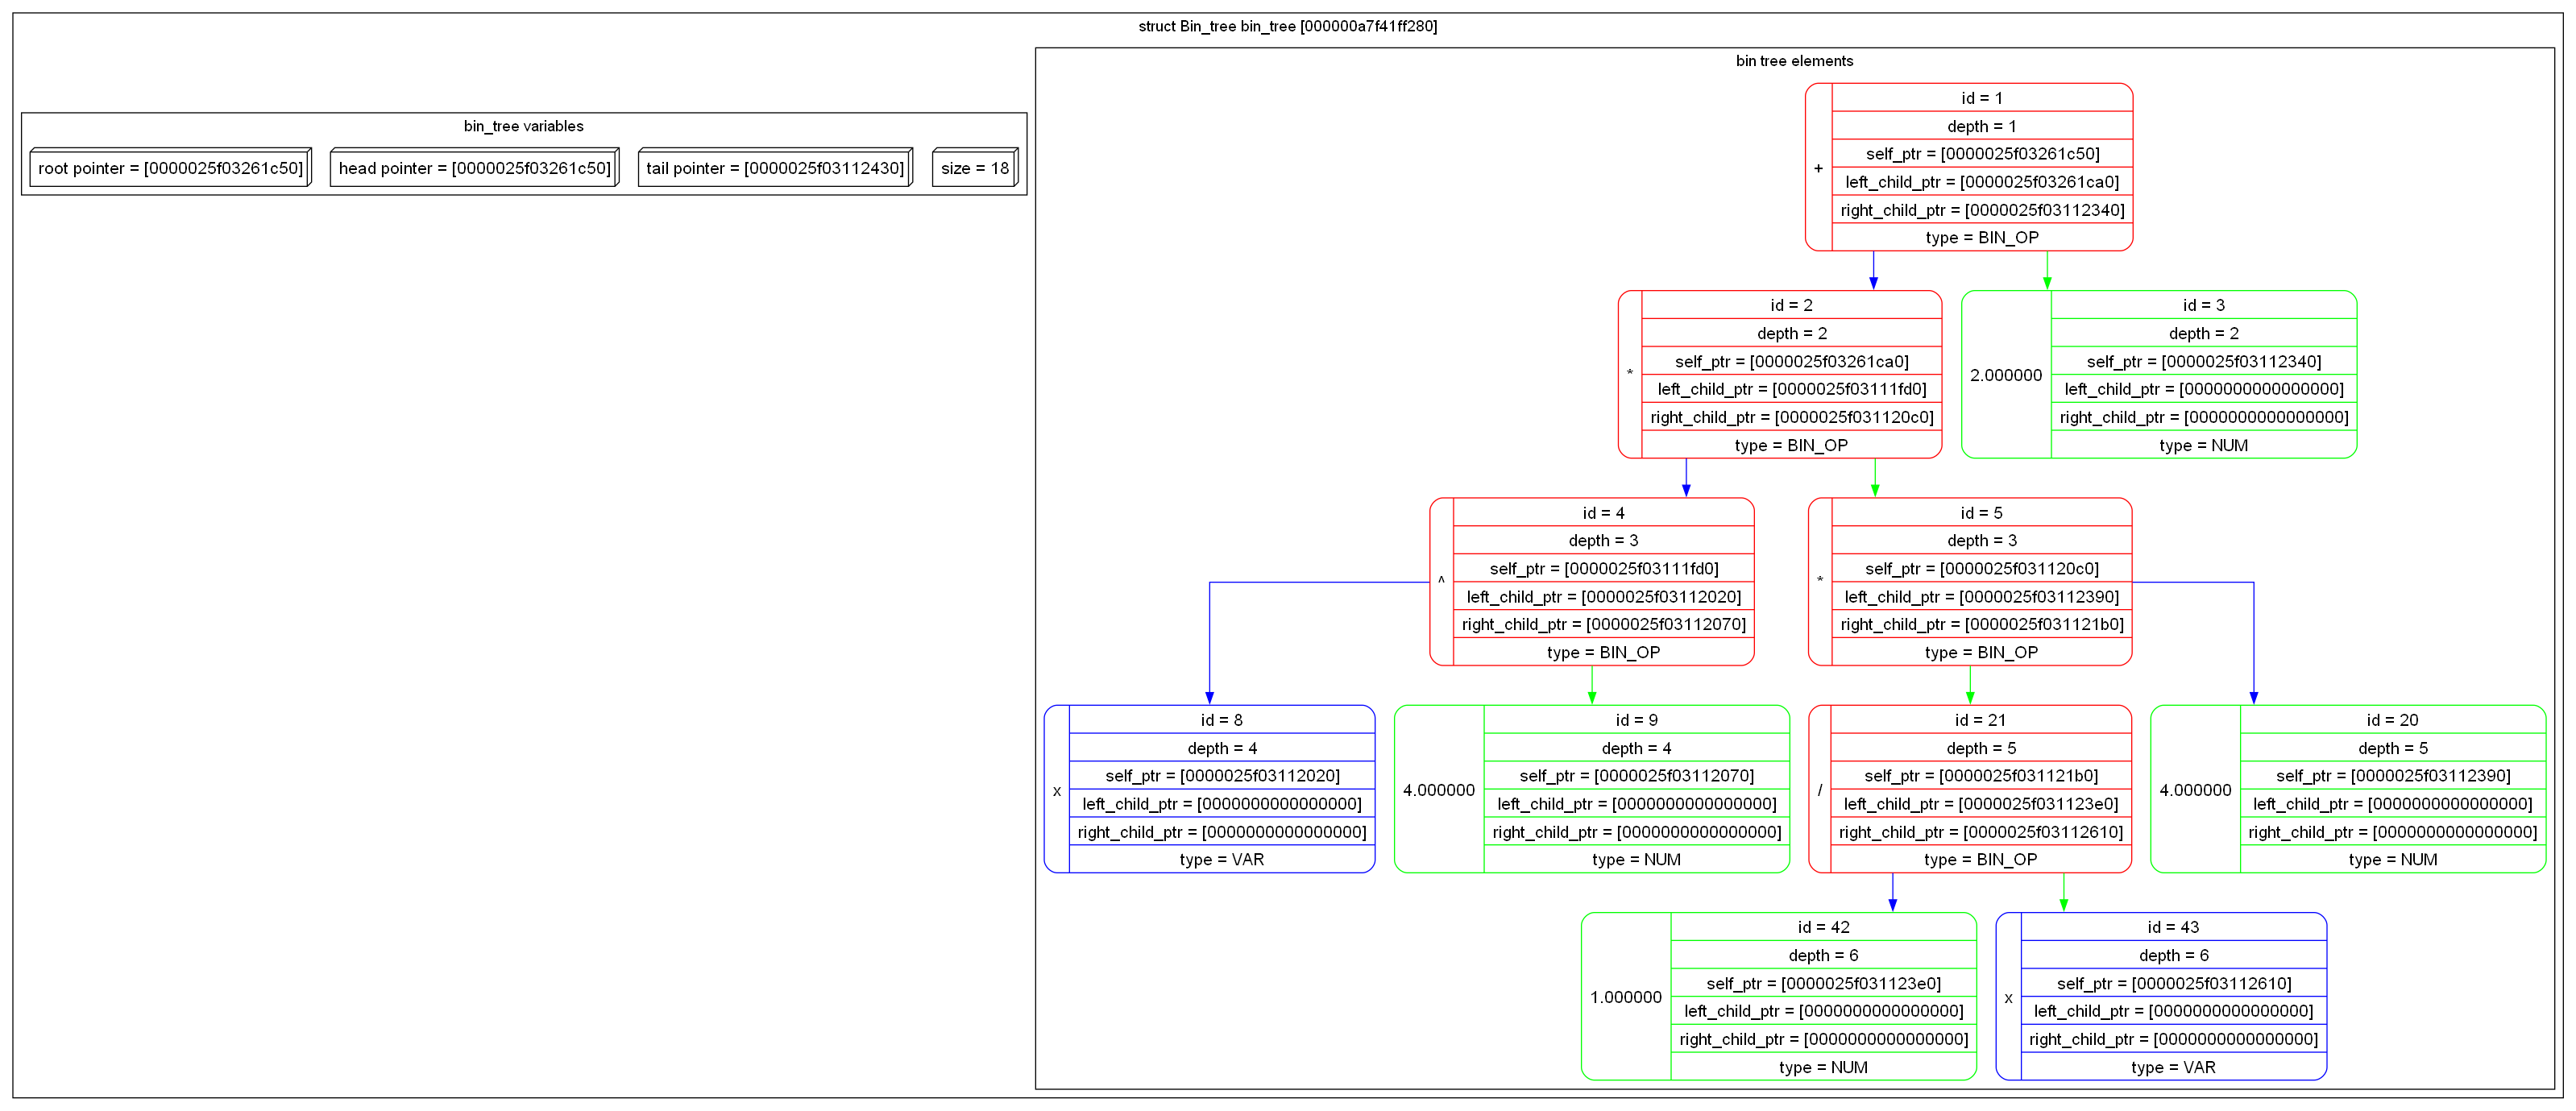 struct Bin_tree bin_tree [000000a7f41ff280]
bin_tree variables
root pointer = [0000025f03261c50]
head pointer = [0000025f03261c50]
tail pointer = [0000025f03112430]
size = 18
bin tree elements
+
id = 1
depth = 1
self_ptr = [0000025f03261c50]
left_child_ptr = [0000025f03261ca0]
right_child_ptr = [0000025f03112340]
type = BIN_OP
*
id = 2
depth = 2
self_ptr = [0000025f03261ca0]
left_child_ptr = [0000025f03111fd0]
right_child_ptr = [0000025f031120c0]
type = BIN_OP
2.000000
id = 3
depth = 2
self_ptr = [0000025f03112340]
left_child_ptr = [0000000000000000]
right_child_ptr = [0000000000000000]
type = NUM
^
id = 4
depth = 3
self_ptr = [0000025f03111fd0]
left_child_ptr = [0000025f03112020]
right_child_ptr = [0000025f03112070]
type = BIN_OP
*
id = 5
depth = 3
self_ptr = [0000025f031120c0]
left_child_ptr = [0000025f03112390]
right_child_ptr = [0000025f031121b0]
type = BIN_OP
x
id = 8
depth = 4
self_ptr = [0000025f03112020]
left_child_ptr = [0000000000000000]
right_child_ptr = [0000000000000000]
type = VAR
4.000000
id = 9
depth = 4
self_ptr = [0000025f03112070]
left_child_ptr = [0000000000000000]
right_child_ptr = [0000000000000000]
type = NUM
/
id = 21
depth = 5
self_ptr = [0000025f031121b0]
left_child_ptr = [0000025f031123e0]
right_child_ptr = [0000025f03112610]
type = BIN_OP
4.000000
id = 20
depth = 5
self_ptr = [0000025f03112390]
left_child_ptr = [0000000000000000]
right_child_ptr = [0000000000000000]
type = NUM
1.000000
id = 42
depth = 6
self_ptr = [0000025f031123e0]
left_child_ptr = [0000000000000000]
right_child_ptr = [0000000000000000]
type = NUM
x
id = 43
depth = 6
self_ptr = [0000025f03112610]
left_child_ptr = [0000000000000000]
right_child_ptr = [0000000000000000]
type = VAR